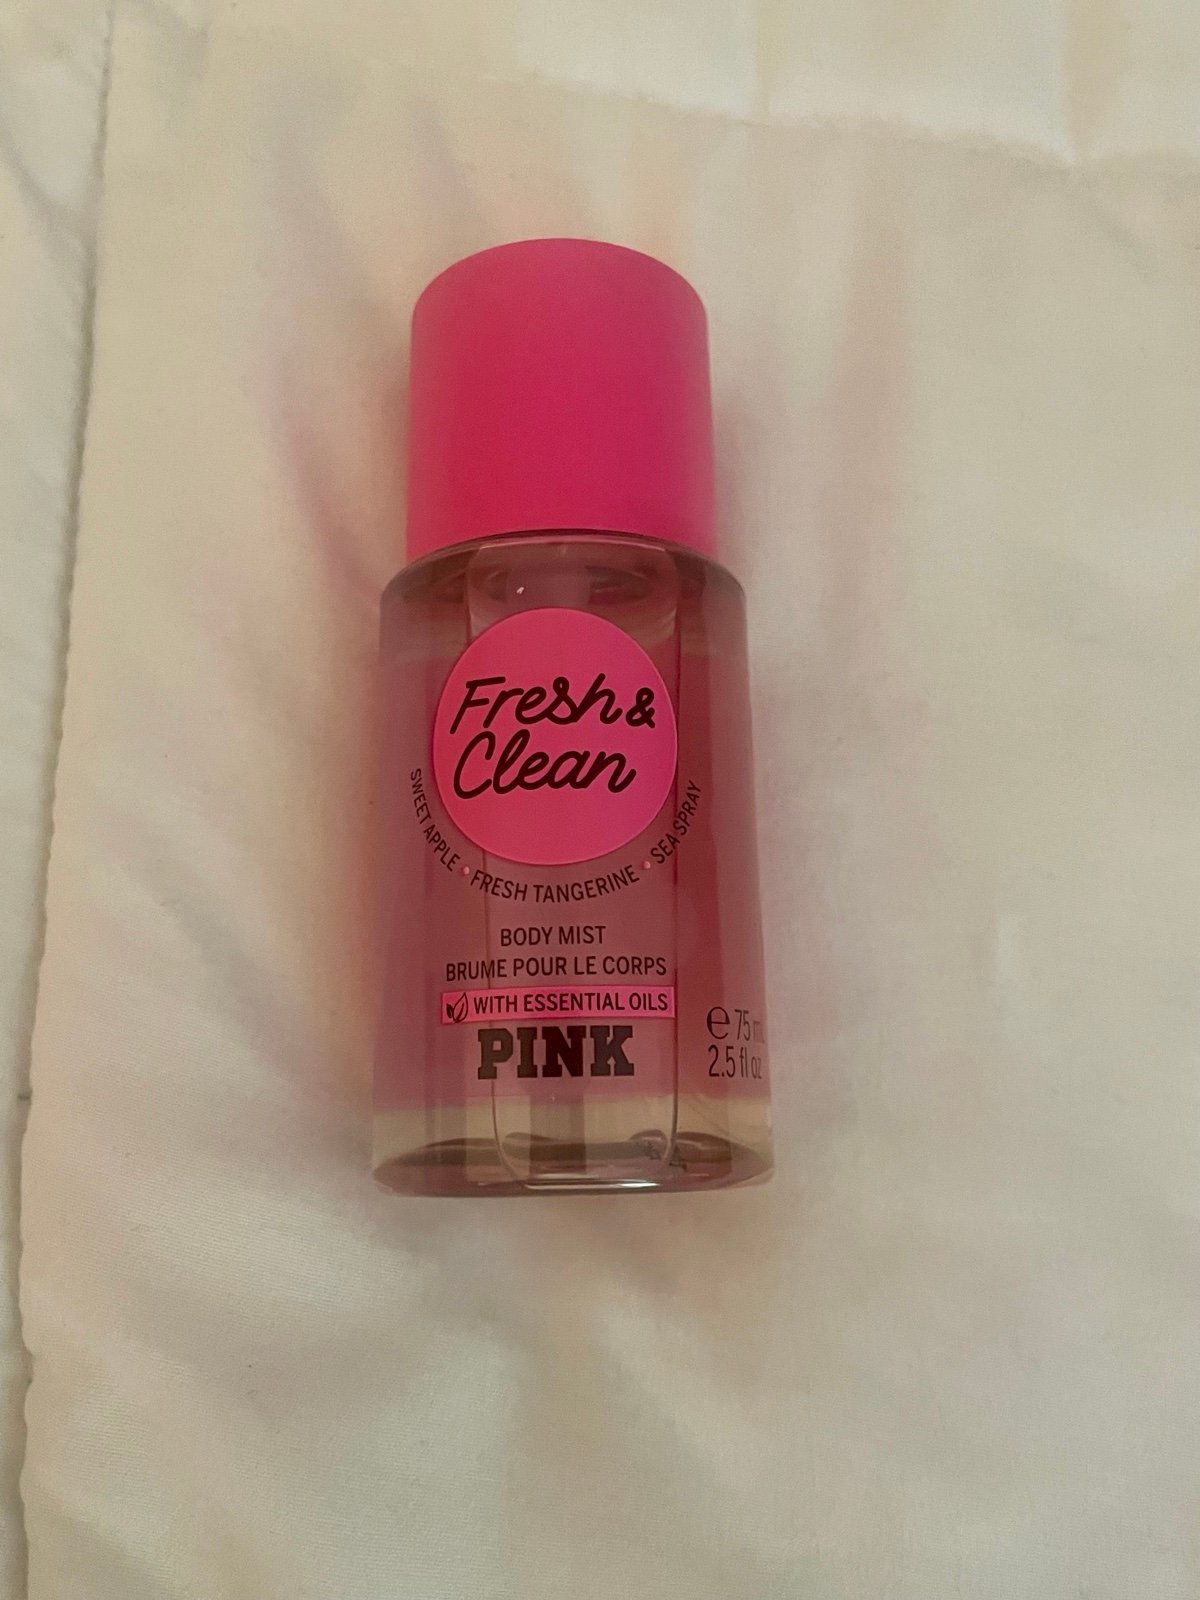 Fresh &
Clean
SWEET APPLE • FRESH TANGERINE • SEA SPRAY
BODY MIST
BRUME POUR LE CORPS
WITH ESSENTIAL OILS
PINK
e 75 mL
2.5 fl oz